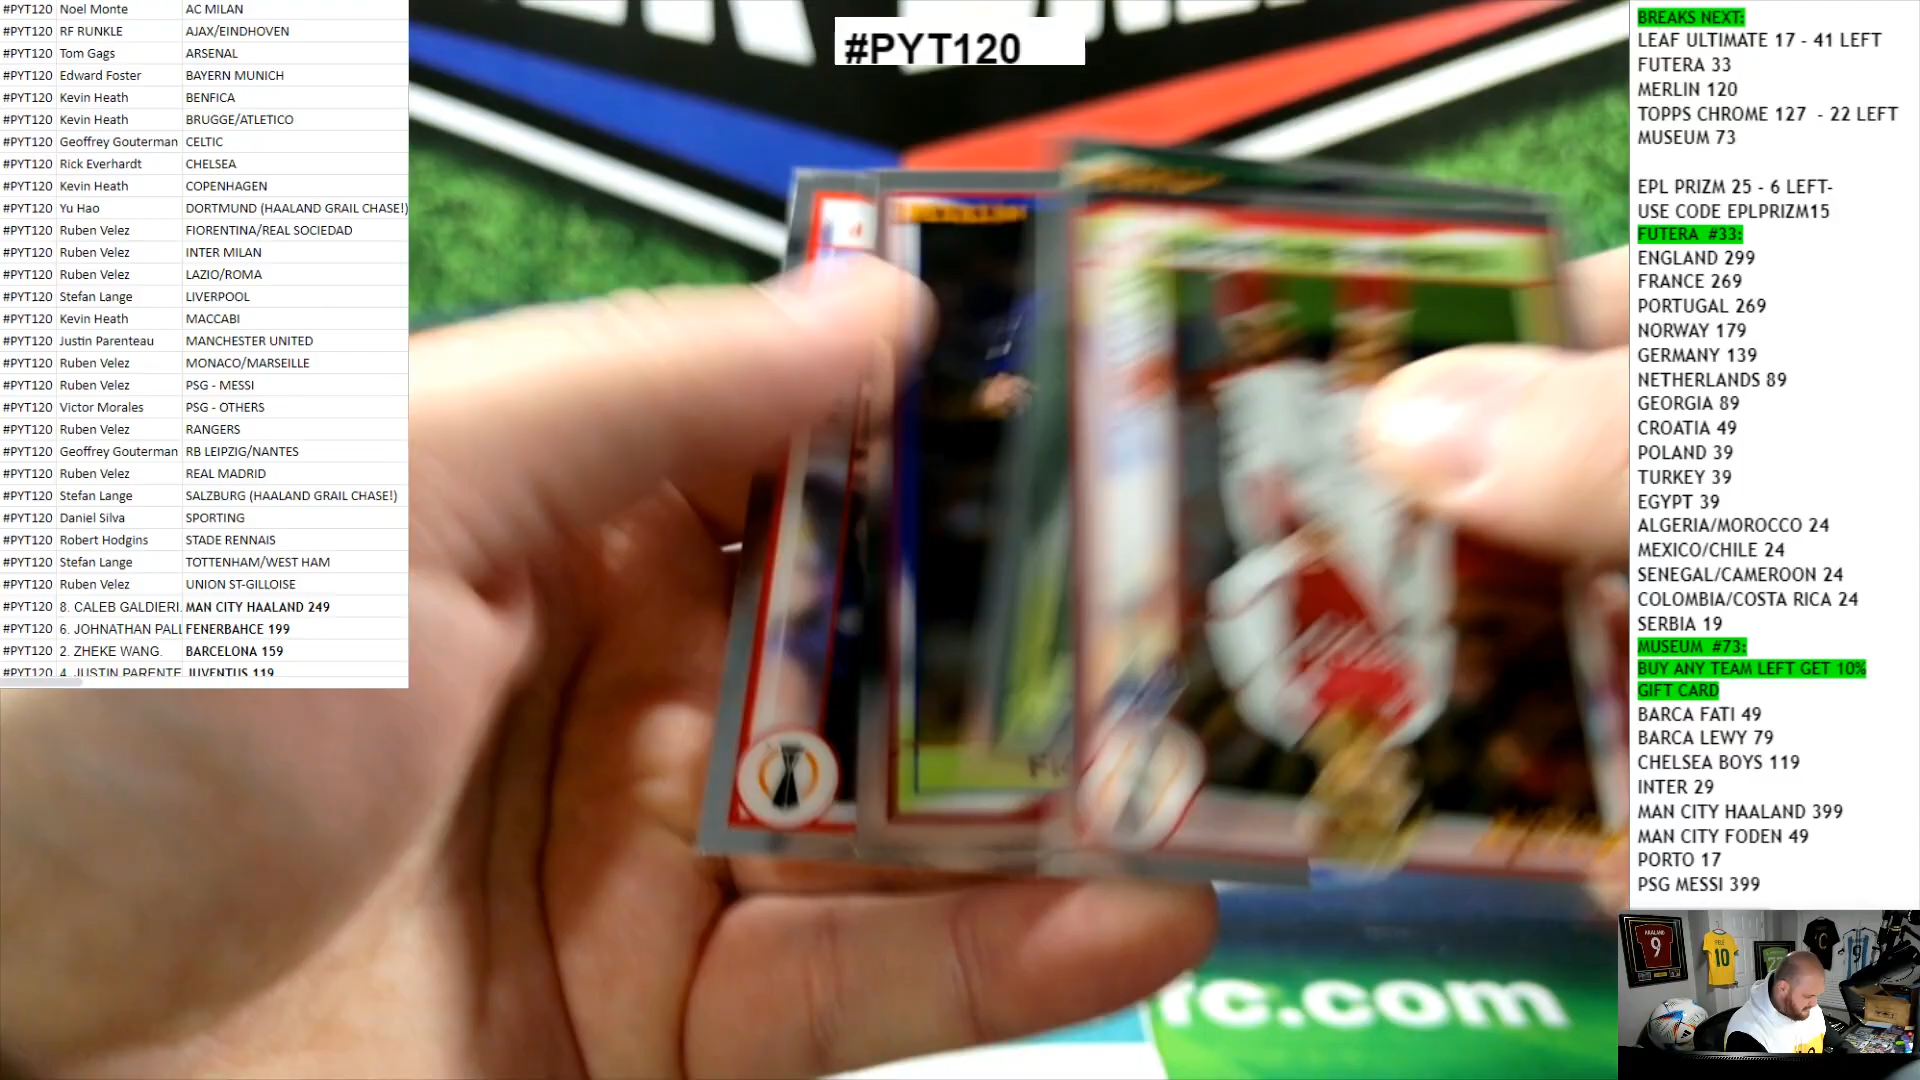 #PYT120 Noel Monte AC MILAN
#PYT120 RF RUNKLE AJAX/EINDHOVEN
#PYT120 Tom Gags ARSENAL
#PYT120 Edward Foster BAYERN MUNICH
#PYT120 Kevin Heath BENFICA
#PYT120 Kevin Heath BRUGGE/ATLETICO
#PYT120 Geoffrey Gouterman CELTIC
#PYT120 Rick Everhardt CHELSEA
#PYT120 Kevin Heath COPENHAGEN
#PYT120 Yu Hao DORTMUND (HAALAND GRAIL CHASE!)
#PYT120 Ruben Velez FIORENTINA/REAL SOCIEDAD
#PYT120 Ruben Velez INTER MILAN
#PYT120 Ruben Velez LAZIO/ROMA
#PYT120 Stefan Lange LIVERPOOL
#PYT120 Kevin Heath MACCABI
#PYT120 Justin Parenteau MANCHESTER UNITED
#PYT120 Ruben Velez MONACO/MARSEILLE
#PYT120 Ruben Velez PSG - MESSI
#PYT120 Victor Morales PSG - OTHERS
#PYT120 Ruben Velez RANGERS
#PYT120 Geoffrey Gouterman RB LEIPZIG/NANTES
#PYT120 Ruben Velez REAL MADRID
#PYT120 Stefan Lange SALZBURG (HAALAND GRAIL CHASE!)
#PYT120 Daniel Silva SPORTING
#PYT120 Robert Hodgins STADE RENNAIS
#PYT120 Stefan Lange TOTTENHAM/WEST HAM
#PYT120 Ruben Velez UNION ST-GILLOISE
#PYT120 8. CALEB GALDIERI. MAN CITY HAALAND 249
#PYT120 6. JOHNATHAN PALL FENERBAHCE 199
#PYT120 2. ZHEKE WANG. BARCELONA 159
#PYT120 4. JUSTIN PARENTE JUVENTUS 119
#PYT120
rc.com
BREAKS NEXT:
LEAF ULTIMATE 17 - 41 LEFT
FUTERA 33
MERLIN 120
TOPPS CHROME 127 - 22 LEFT
MUSEUM 73
EPL PRIZM 25 - 6 LEFT-
USE CODE EPLPRIZM15
FUTERA #33:
ENGLAND 299
FRANCE 269
PORTUGAL 269
NORWAY 179
GERMANY 139
NETHERLANDS 89
GEORGIA 89
CROATIA 49
POLAND 39
TURKEY 39
EGYPT 39
ALGERIA/MOROCCO 24
MEXICO/CHILE 24
SENEGAL/CAMEROON 24
COLOMBIA/COSTA RICA 24
SERBIA 19
MUSEUM #73:
BUY ANY TEAM LEFT GET 10%
GIFT CARD
BARCA FATI 49
BARCA LEWY 79
CHELSEA BOYS 119
INTER 29
MAN CITY HAALAND 399
MAN CITY FODEN 49
PORTO 17
PSG MESSI 399
9
10